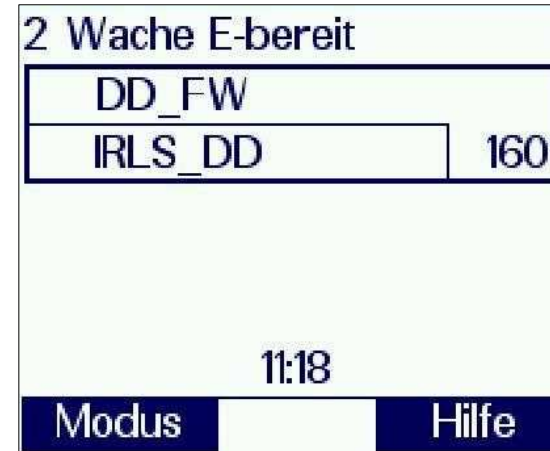 2 Wache E-bereit
DD_FW
IRLS_DD 160
11:18
Modus Hilfe